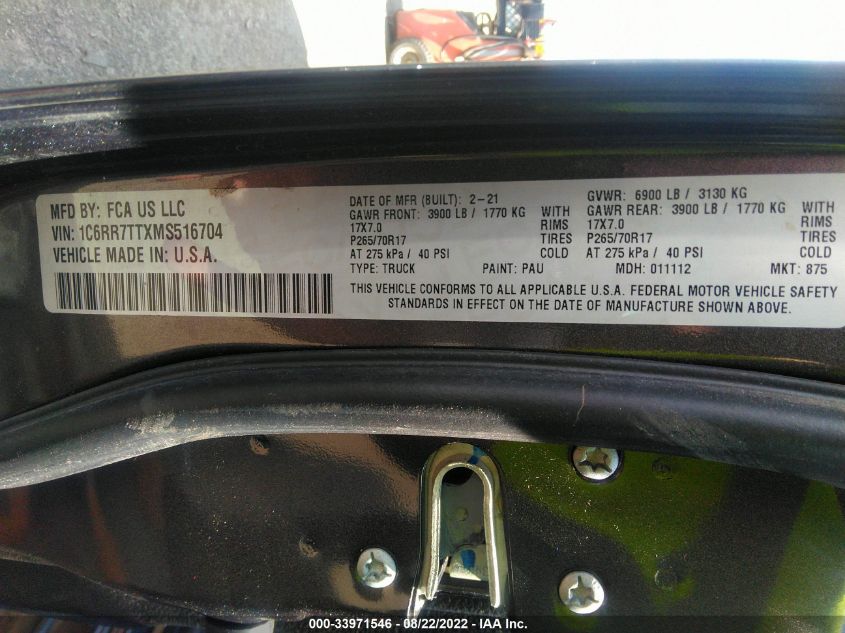 MFD BY: FCA US LLC
VIN: 1C6RR7TTXMS516704
VEHICLE MADE IN: U.S.A.
DATE OF MFR (BUILT): 2-21 GVWR: 6900 LB / 3130 KG
GAWR FRONT: 3900 LB / 1770 KG WITH GAWR REAR: 3900 LB / 1770 KG WITH
17X7.0 RIMS 17X7.0 RIMS
P265/70R17 TIRES P265/70R17 TIRES
AT 275 kPa / 40 PSI COLD AT 275 kPa / 40 PSI COLD
TYPE: TRUCK PAINT: PAU MDH: 011112 MKT: 875
THIS VEHICLE CONFORMS TO ALL APPLICABLE U.S.A. FEDERAL MOTOR VEHICLE SAFETY
STANDARDS IN EFFECT ON THE DATE OF MANUFACTURE SHOWN ABOVE.
000-33971546 - 08/22/2022 - IAA Inc.